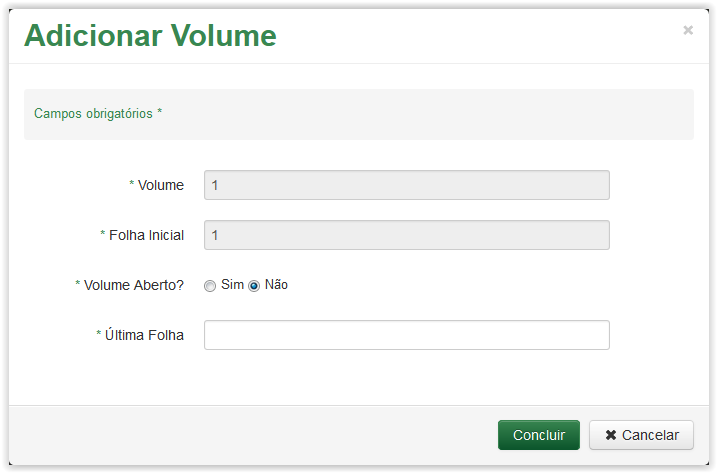 Adicionar Volume ×
Campos obrigatórios *
* Volume 1
* Folha Inicial 1
* Volume Aberto? Sim Não
* Última Folha
Concluir ✖ Cancelar